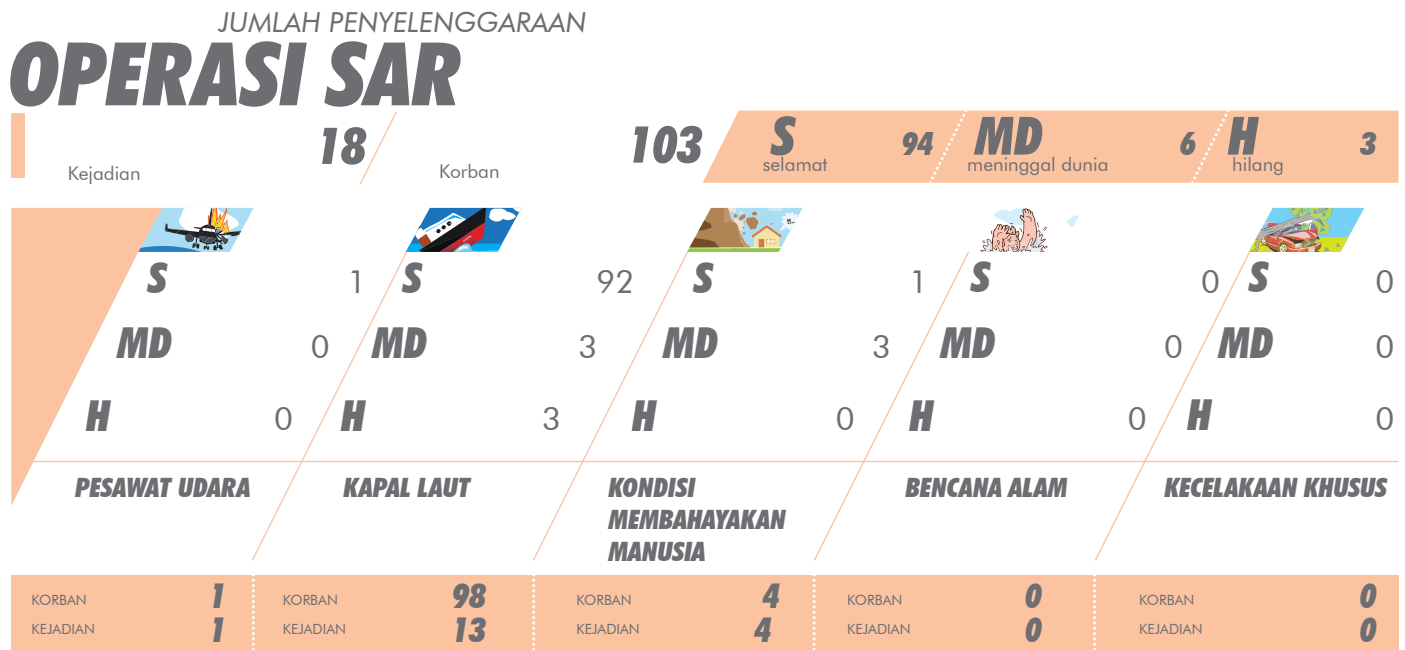 JUMLAH PENYELENGGARAAN
OPERASI SAR
Kejadian 18
Korban 103
S selamat 94
MD meninggal dunia 6
H hilang 3
S 1 S 92 S 1 S 0 S 0
MD 0 MD 3 MD 3 MD 0 MD 0
H 0 H 3 H 0 H 0 H 0
PESAWAT UDARA
KAPAL LAUT
KONDISI
MEMBAHAYAKAN
MANUSIA
BENCANA ALAM
KECELAKAAN KHUSUS
KORBAN 1 KORBAN 98 KORBAN 4 KORBAN 0 KORBAN 0
KEJADIAN 1 KEJADIAN 13 KEJADIAN 4 KEJADIAN 0 KEJADIAN 0